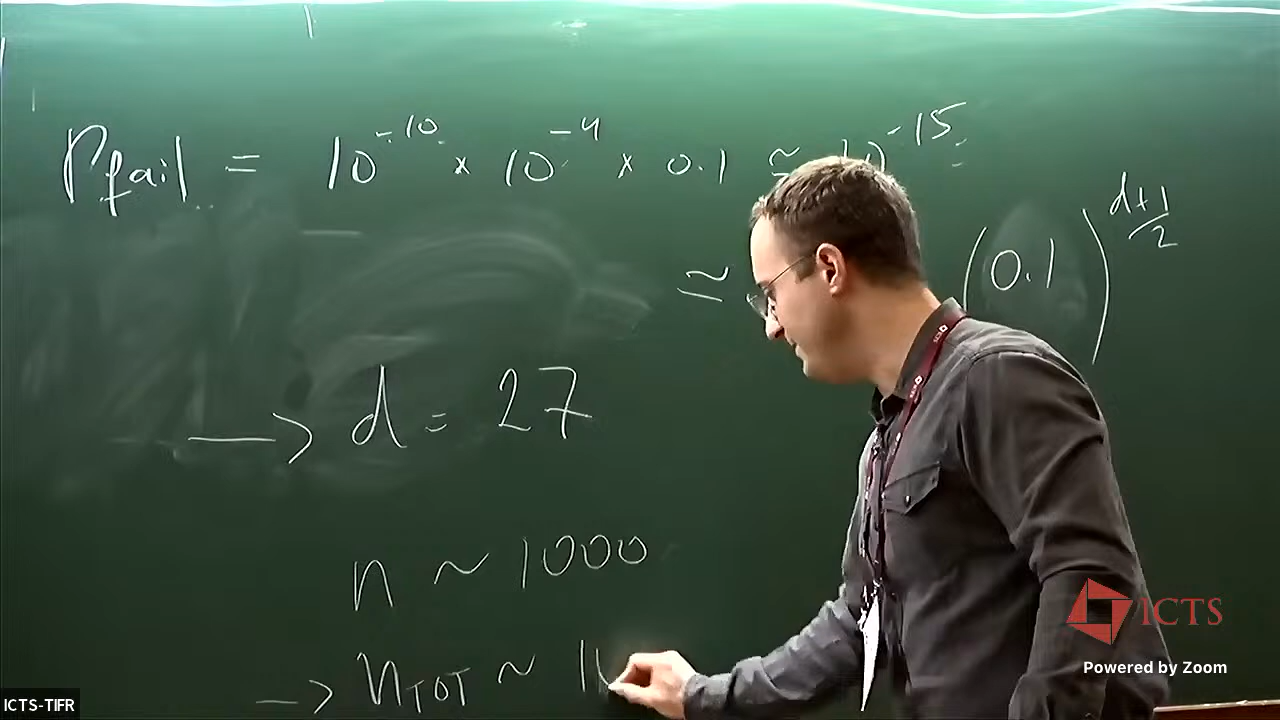 Pfail = 10^-10 × 10^-4 × 0.1 ≃ 10^-15
≃ (0.1)^(d+1)/2
→ d = 27
n ~ 1000
→ n_TOT ~
ICTS
Powered by Zoom
ICTS-TIFR